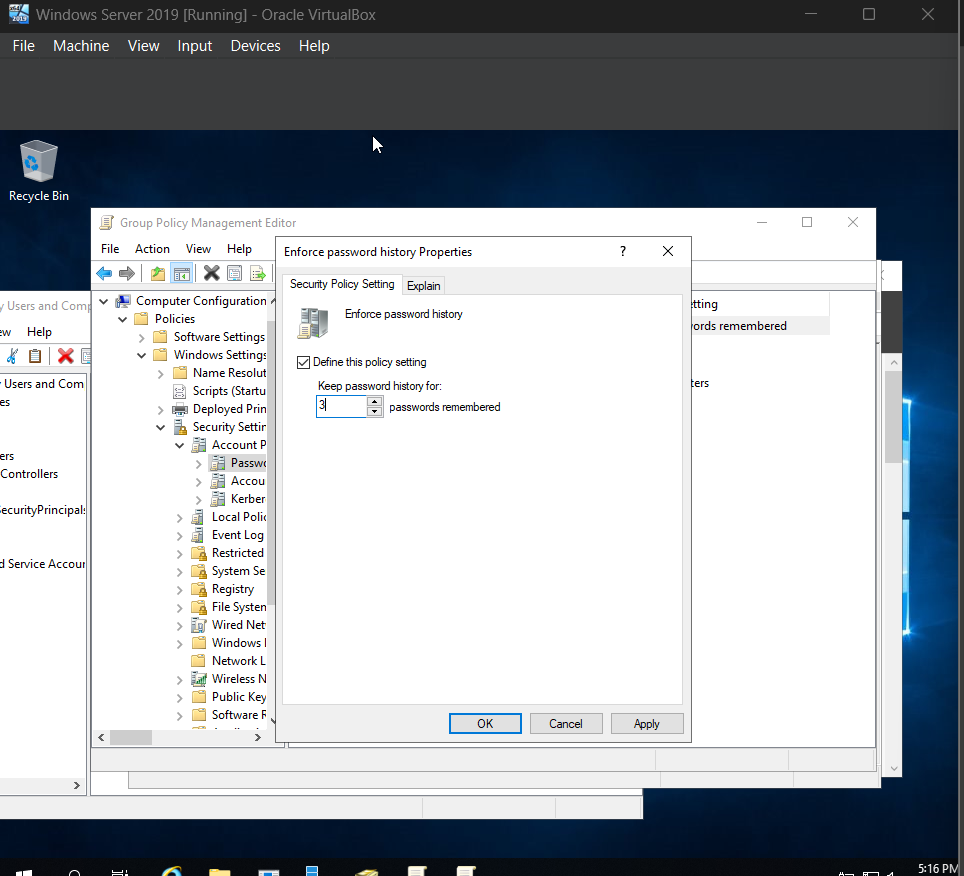 Windows Server 2019 [Running] - Oracle VirtualBox
File Machine View Input Devices Help
Recycle Bin
Group Policy Management Editor
File Action View Help
Enforce password history Properties
?
Security Policy Setting Explain
Enforce password history
Define this policy setting
Keep password history for:
3 passwords remembered
OK Cancel Apply
Computer Configuration
Policies
Software Settings
Windows Settings
Name Resolut
Scripts (Startu
Deployed Prin
Security Settin
Account P
Passwo
Accou
Kerber
Local Polic
Event Log
Restricted
System Se
Registry
File System
Wired Net
Windows
Network L
Wireless N
Public Key
Software R
etting
words remembered
ters
y Users and Comp
ew Help
y Users and Com
es
ers
Controllers
SecurityPrincipals
d Service Accour
5:16 PM